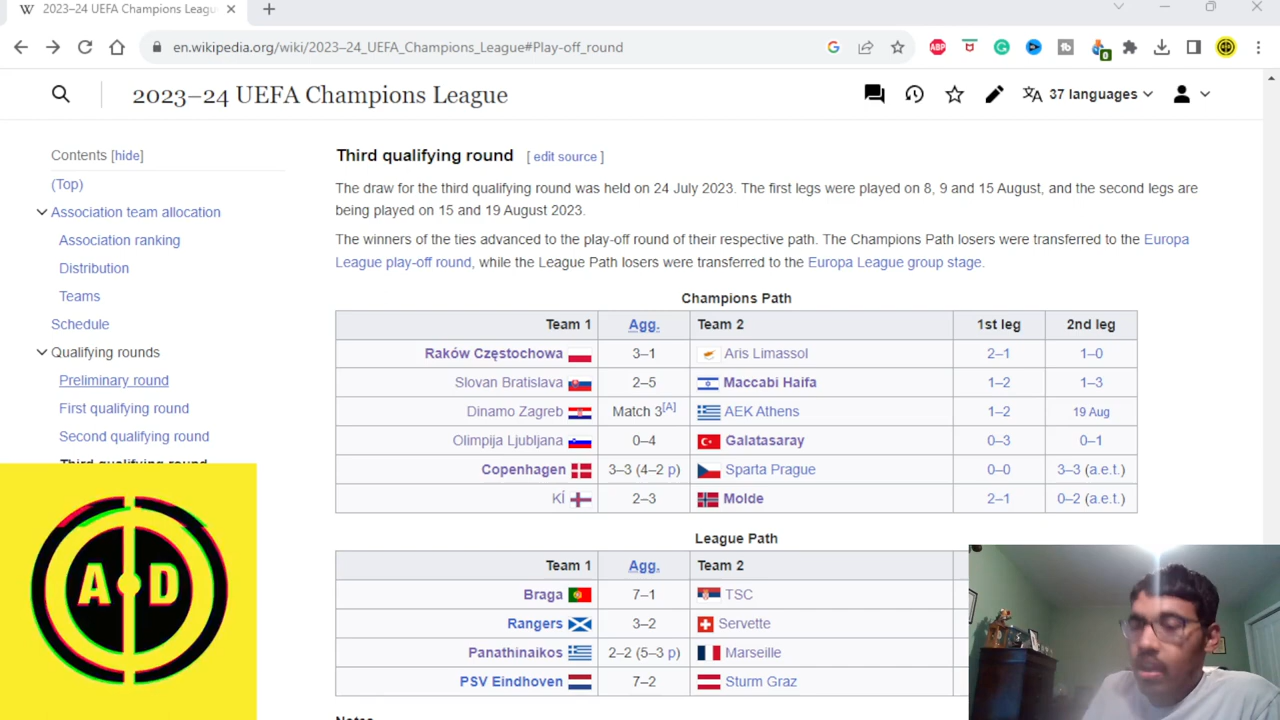 2023–24 UEFA Champions Leagu
en.wikipedia.org/wiki/2023–24_UEFA_Champions_League#Play-off_round
ABP
0
AD
2023–24 UEFA Champions League
37 languages
Contents [hide]
(Top)
Association team allocation
Association ranking
Distribution
Teams
Schedule
Qualifying rounds
Preliminary round
First qualifying round
Second qualifying round
Third qualifying round
Third qualifying round [ edit source ]
The draw for the third qualifying round was held on 24 July 2023. The first legs were played on 8, 9 and 15 August, and the second legs are
being played on 15 and 19 August 2023.
The winners of the ties advanced to the play-off round of their respective path. The Champions Path losers were transferred to the Europa
League play-off round, while the League Path losers were transferred to the Europa League group stage.
Champions Path
Team 1 Agg. Team 2 1st leg 2nd leg
Raków Częstochowa 3–1 Aris Limassol 2–1 1–0
Slovan Bratislava 2–5 Maccabi Haifa 1–2 1–3
Dinamo Zagreb Match 3[A] AEK Athens 1–2 19 Aug
Olimpija Ljubljana 0–4 Galatasaray 0–3 0–1
Copenhagen 3–3 (4–2 p) Sparta Prague 0–0 3–3 (a.e.t.)
KÍ 2–3 Molde 2–1 0–2 (a.e.t.)
League Path
Team 1 Agg. Team 2
Braga 7–1 TSC
Rangers 3–2 Servette
Panathinaikos 2–2 (5–3 p) Marseille
PSV Eindhoven 7–2 Sturm Graz
Notes
A D